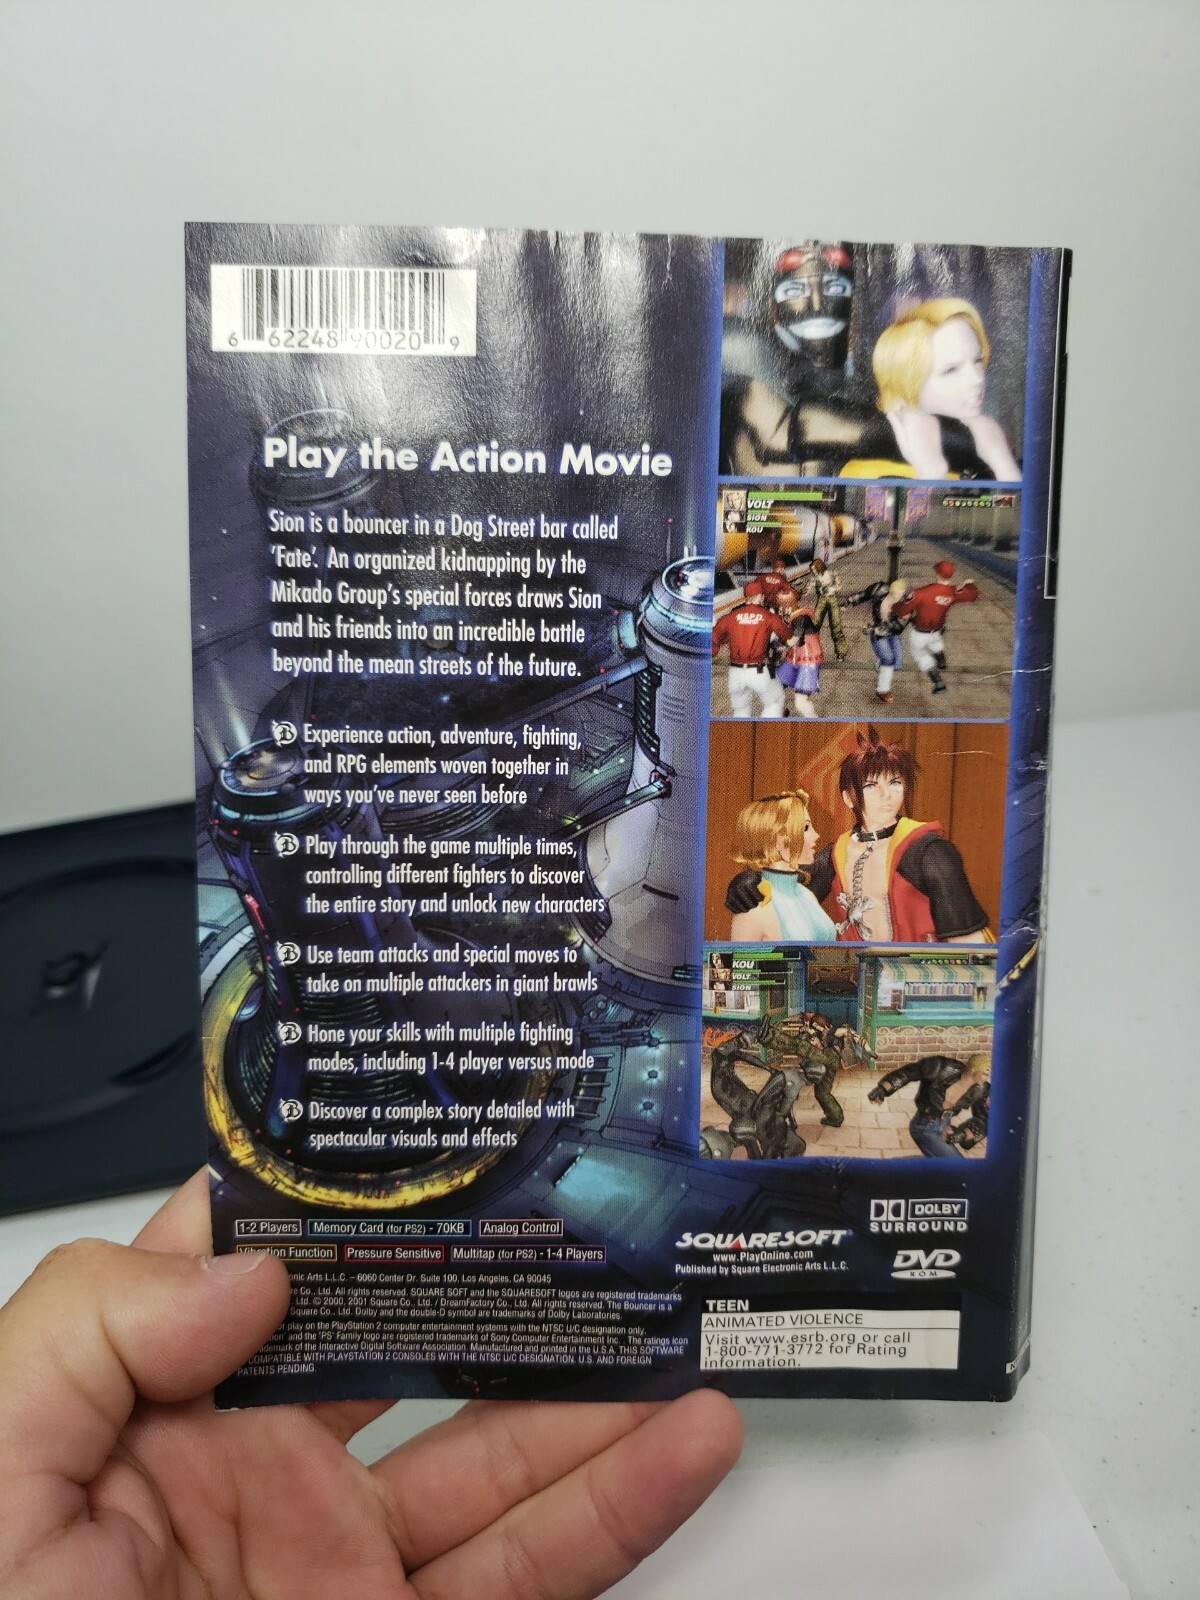 6 62248 90020 9
Play the Action Movie
Sion is a bouncer in a Dog Street bar called
'Fate'. An organized kidnapping by the
Mikado Group's special forces draws Sion
and his friends into an incredible battle
beyond the mean streets of the future.
Experience action, adventure, fighting,
and RPG elements woven together in
ways you've never seen before
Play through the game multiple times,
controlling different fighters to discover
the entire story and unlock new characters
Use team attacks and special moves to
take on multiple attackers in giant brawls
Hone your skills with multiple fighting
modes, including 1-4 player versus mode
Discover a complex story detailed with
spectacular visuals and effects
VOLT
SION
KOU
KOU
VOLT
SION
1-2 Players Memory Card (for PS2) - 70KB Analog Control
Vibration Function Pressure Sensitive Multitap (for PS2) - 1-4 Players
SQUARESOFT
www.PlayOnline.com
Published by Square Electronic Arts L.L.C.
DOLBY
SURROUND
DVD
ROM
onic Arts L.L.C. – 6060 Center Dr. Suite 100, Los Angeles, CA 90045
re Co., Ltd. All rights reserved. SQUARE SOFT and the SQUARESOFT logos are registered trademarks
Ltd. © 2000, 2001 Square Co., Ltd. / DreamFactory Co., Ltd. All rights reserved. The Bouncer is a
Square Co., Ltd. Dolby and the double-D symbol are trademarks of Dolby Laboratories.
or play on the PlayStation 2 computer entertainment systems with the NTSC U/C designation only.
and the "PS" Family logo are registered trademarks of Sony Computer Entertainment Inc. The ratings icon
demark of the Interactive Digital Software Association. Manufactured and printed in the U.S.A. THIS SOFTWARE
COMPATIBLE WITH PLAYSTATION 2 CONSOLES WITH THE NTSC U/C DESIGNATION. U.S. AND FOREIGN
PATENTS PENDING.
TEEN
ANIMATED VIOLENCE
Visit www.esrb.org or call
1-800-771-3772 for Rating
information.